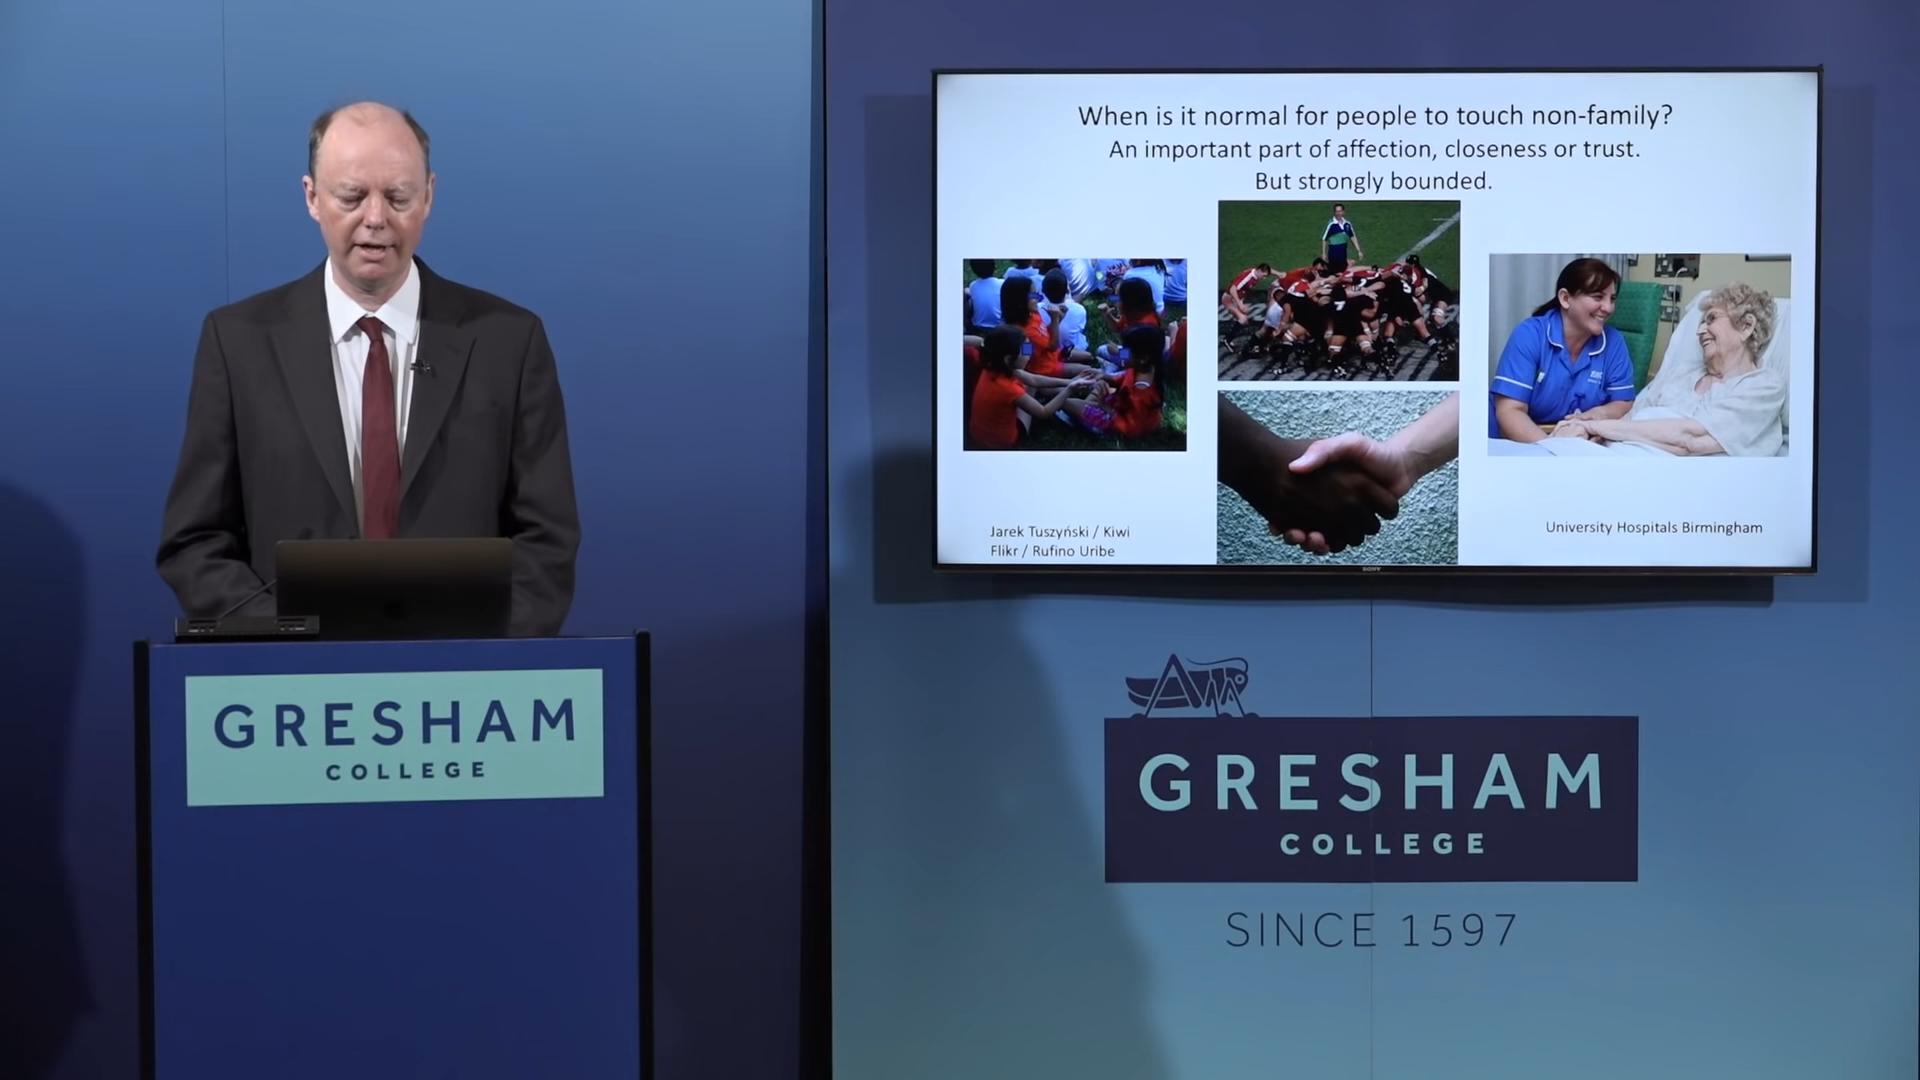 When is it normal for people to touch non-family?
An important part of affection, closeness or trust.
But strongly bounded.
Jarek Tuszyński / Kiwi
Flikr / Rufino Uribe
University Hospitals Birmingham
SONY
GRESHAM
COLLEGE
GRESHAM
COLLEGE
SINCE 1597